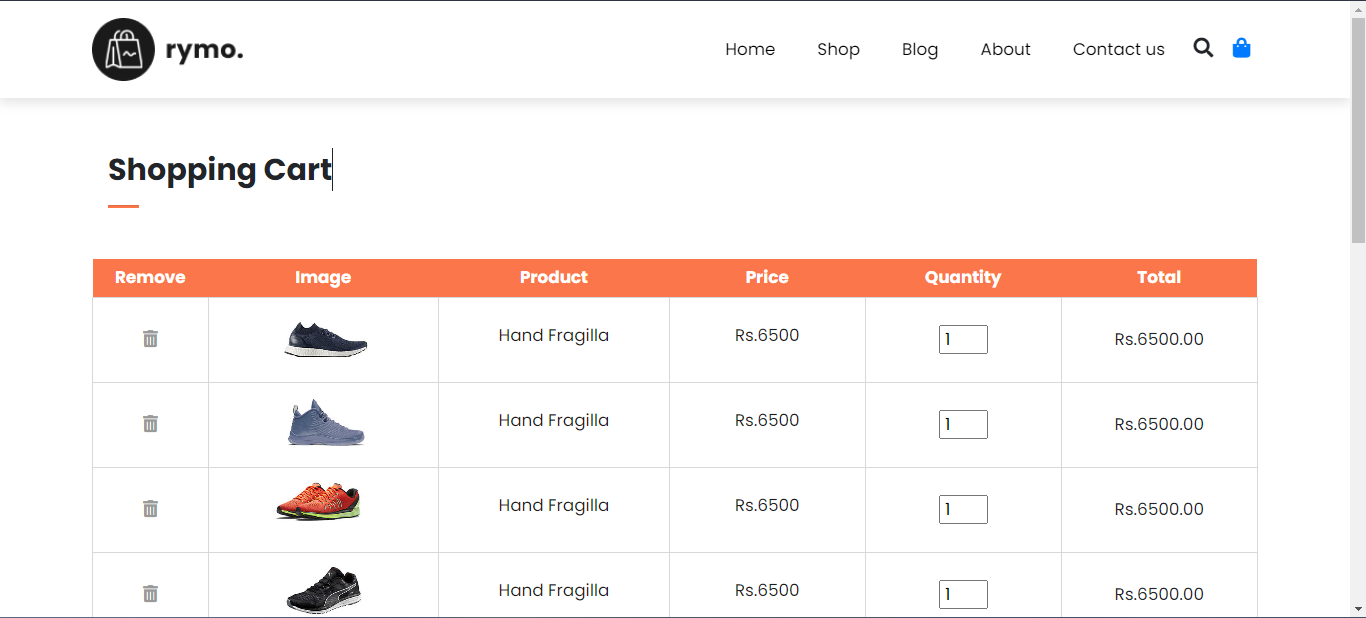 rymo. Home Shop Blog About Contact us
Shopping Cart
Remove Image Product Price Quantity Total
Hand Fragilla Rs.6500 1 Rs.6500.00
Hand Fragilla Rs.6500 1 Rs.6500.00
Hand Fragilla Rs.6500 1 Rs.6500.00
Hand Fragilla Rs.6500 1 Rs.6500.00